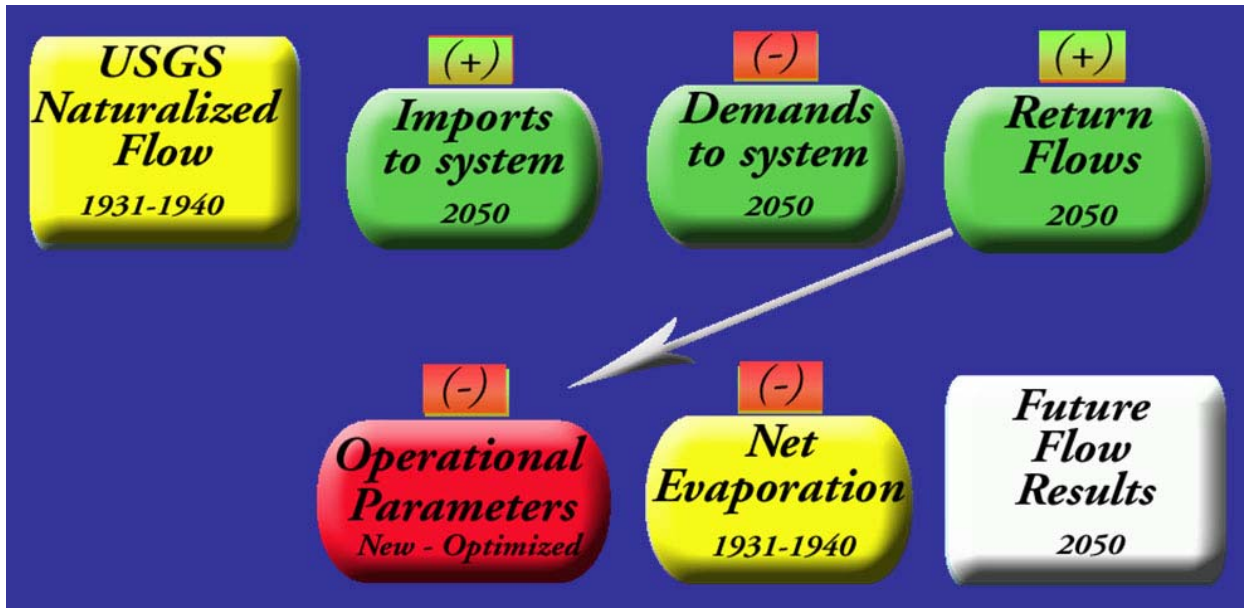 USGS
Naturalized
Flow
1931-1940
(+)
Imports
to system
2050
(-)
Demands
to system
2050
(+)
Return
Flows
2050
(-)
Operational
Parameters
New - Optimized
(-)
Net
Evaporation
1931-1940
Future
Flow
Results
2050